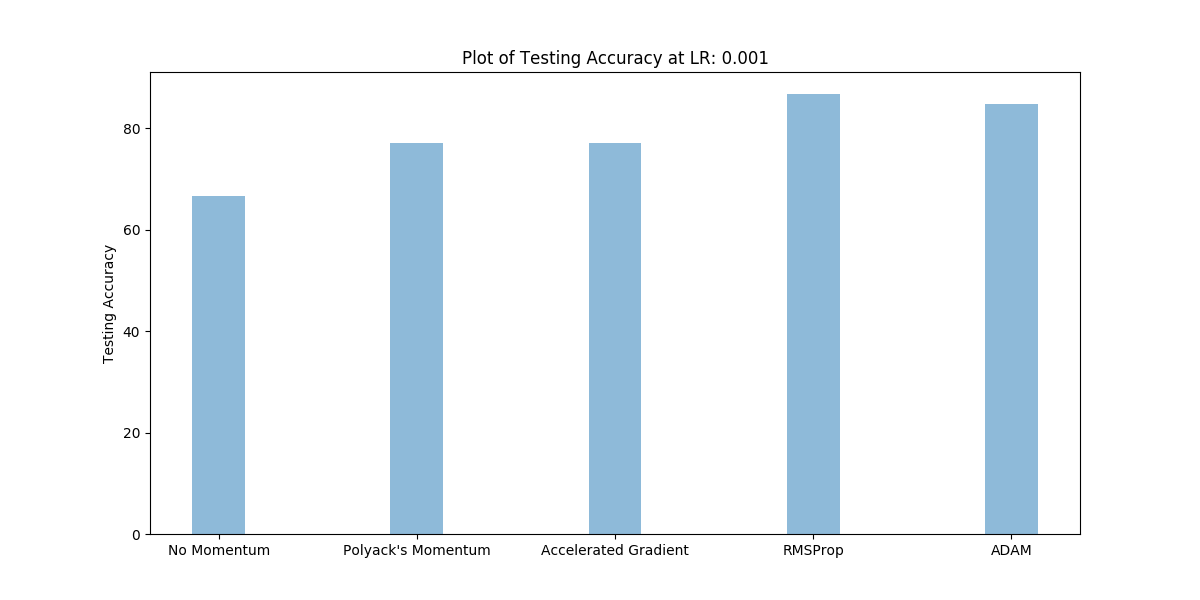 Plot of Testing Accuracy at LR: 0.001
Testing Accuracy
80
60
40
20
0
No Momentum Polyack's Momentum Accelerated Gradient RMSProp ADAM